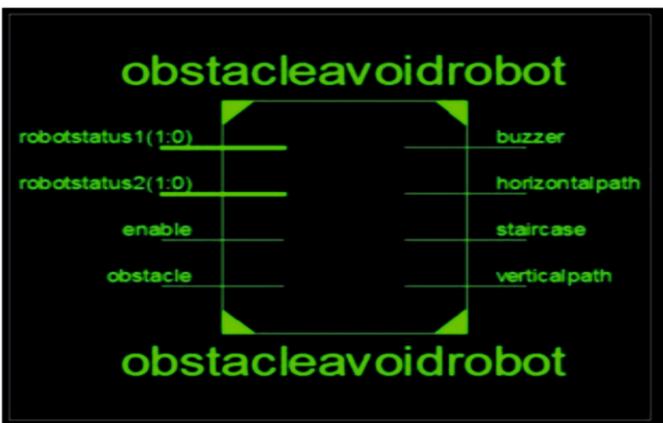 obstacleavoidrobot
robotstatus1(1:0)
buzzer
robotstatus2(1:0)
horizontalpath
enable
staircase
obstacle
verticalpath
obstacleavoidrobot